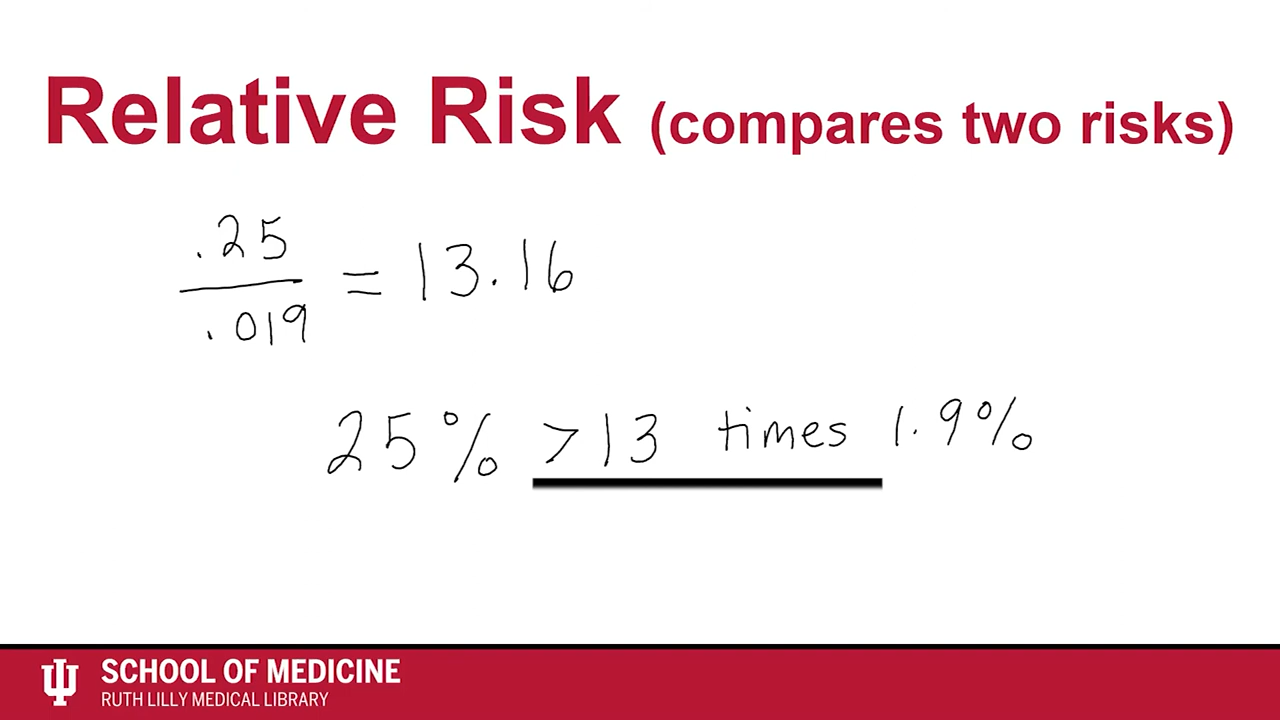 Relative Risk (compares two risks)
.25
.019
= 13.16
25% >13 times 1.9%
SCHOOL OF MEDICINE
RUTH LILLY MEDICAL LIBRARY